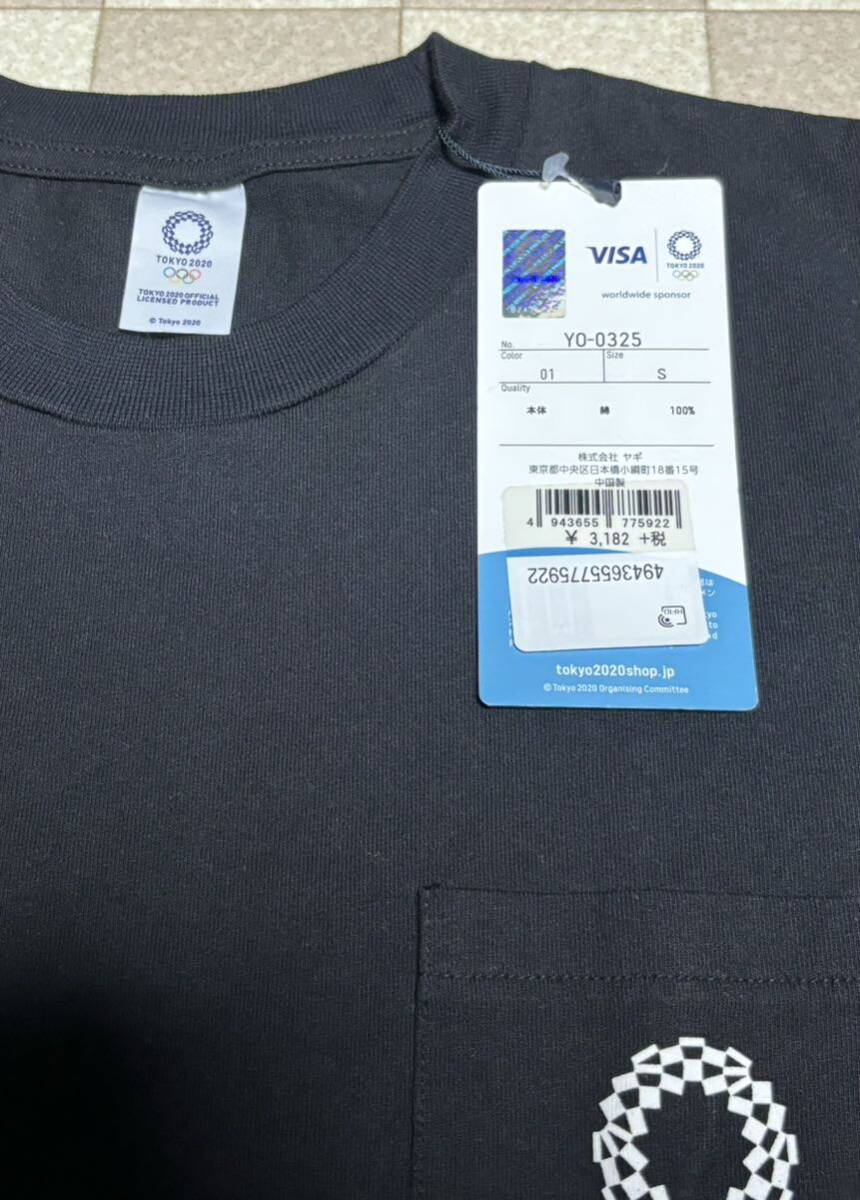 TOKYO 2020
TOKYO 2020 OFFICIAL
LICENSED PRODUCT
© Tokyo 2020
VISA
TOKYO 2020
worldwide sponsor
No. YO-0325
Color Size
01 S
Quality
本体 綿 100%
株式会社 ヤギ
東京都中央区日本橋小網町18番15号
中国製
4 943655 775922
¥ 3,182 +税
4943655775922
RFID
tokyo2020shop.jp
© Tokyo 2020 Organising Committee